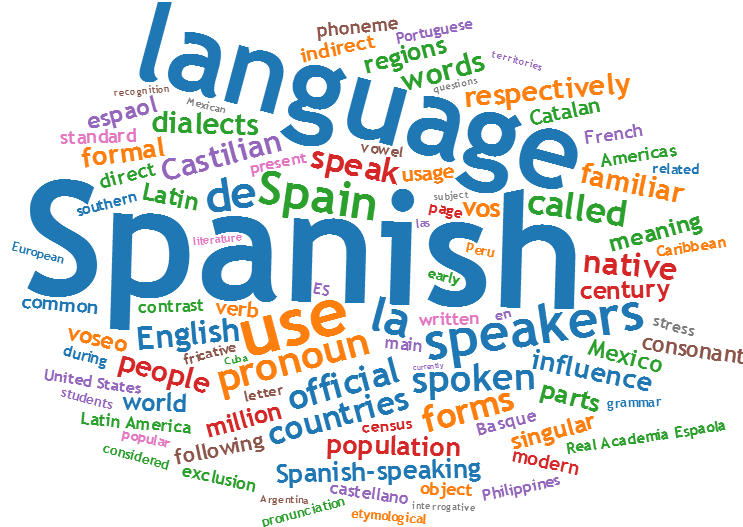 language
phoneme
Portuguese
indirect
regions
territories
words
questions
recognition
Mexican
respectively
espaol
dialects
Catalan
standard
formal
Castilian
vowel
French
present
speak
Americas
direct
usage
related
familiar
Latin
de
Spain
subject
southern
page
vos
called
las
meaning
Spanish
literature
Peru
Caribbean
European
early
native
ES
century
common
contrast
verb
use
la
written
en
speakers
stress
voseo
English
main
consonant
during
fricative
Cuba
pronoun
Mexico
people
currently
spoken
influence
United States
official
students
letter
world
parts
grammar
countries
forms
Latin America
million
census
Basque
singular
popular
following
population
Real Academia Espaola
considered
modern
exclusion
Spanish-speaking
castellano
object
Philippines
Argentina
pronunciation
interrogative
etymological